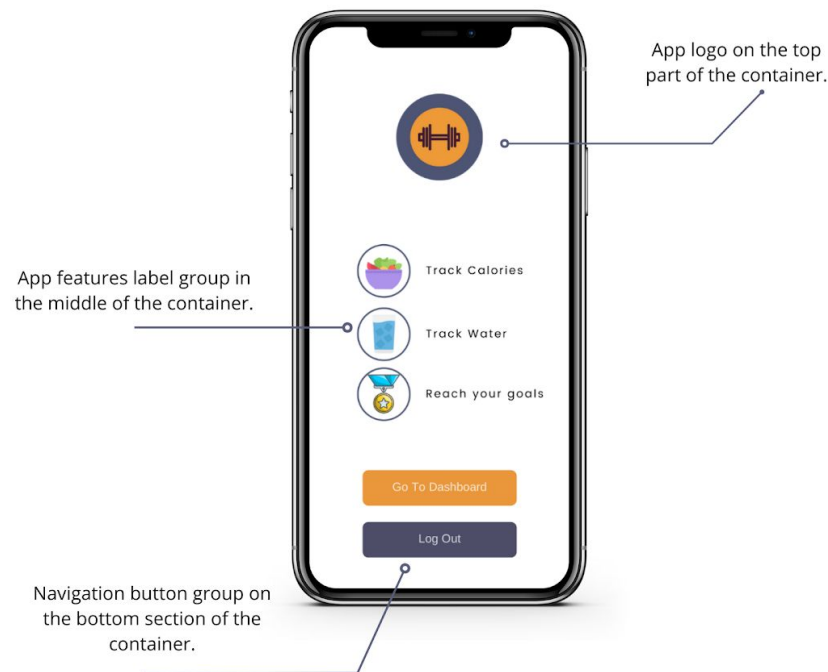 App logo on the top
part of the container.
App features label group in
the middle of the container.
Track Calories
Track Water
Reach your goals
Go To Dashboard
Log Out
Navigation button group on
the bottom section of the
container.